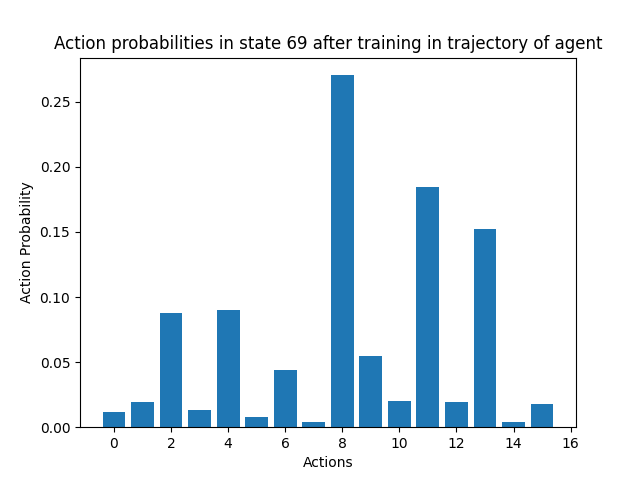 Action probabilities in state 69 after training in trajectory of agent
0.25
0.20
0.15
0.10
0.05
0.00
Action Probability
0 2 4 6 8 10 12 14 16
Actions